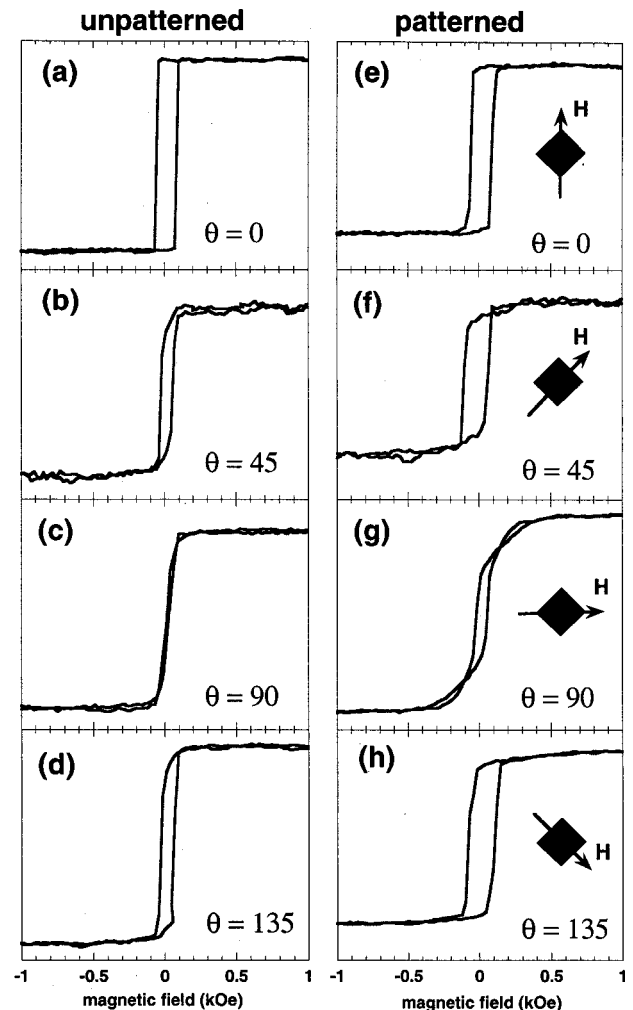 unpatterned patterned
(a)
θ = 0
(e)
H
θ = 0
(b)
θ = 45
(f)
H
θ = 45
(c)
θ = 90
(g)
H
θ = 90
(d)
θ = 135
(h)
H
θ = 135
-1 -0.5 0 0.5 1 -1 -0.5 0 0.5 1
magnetic field (kOe) magnetic field (kOe)